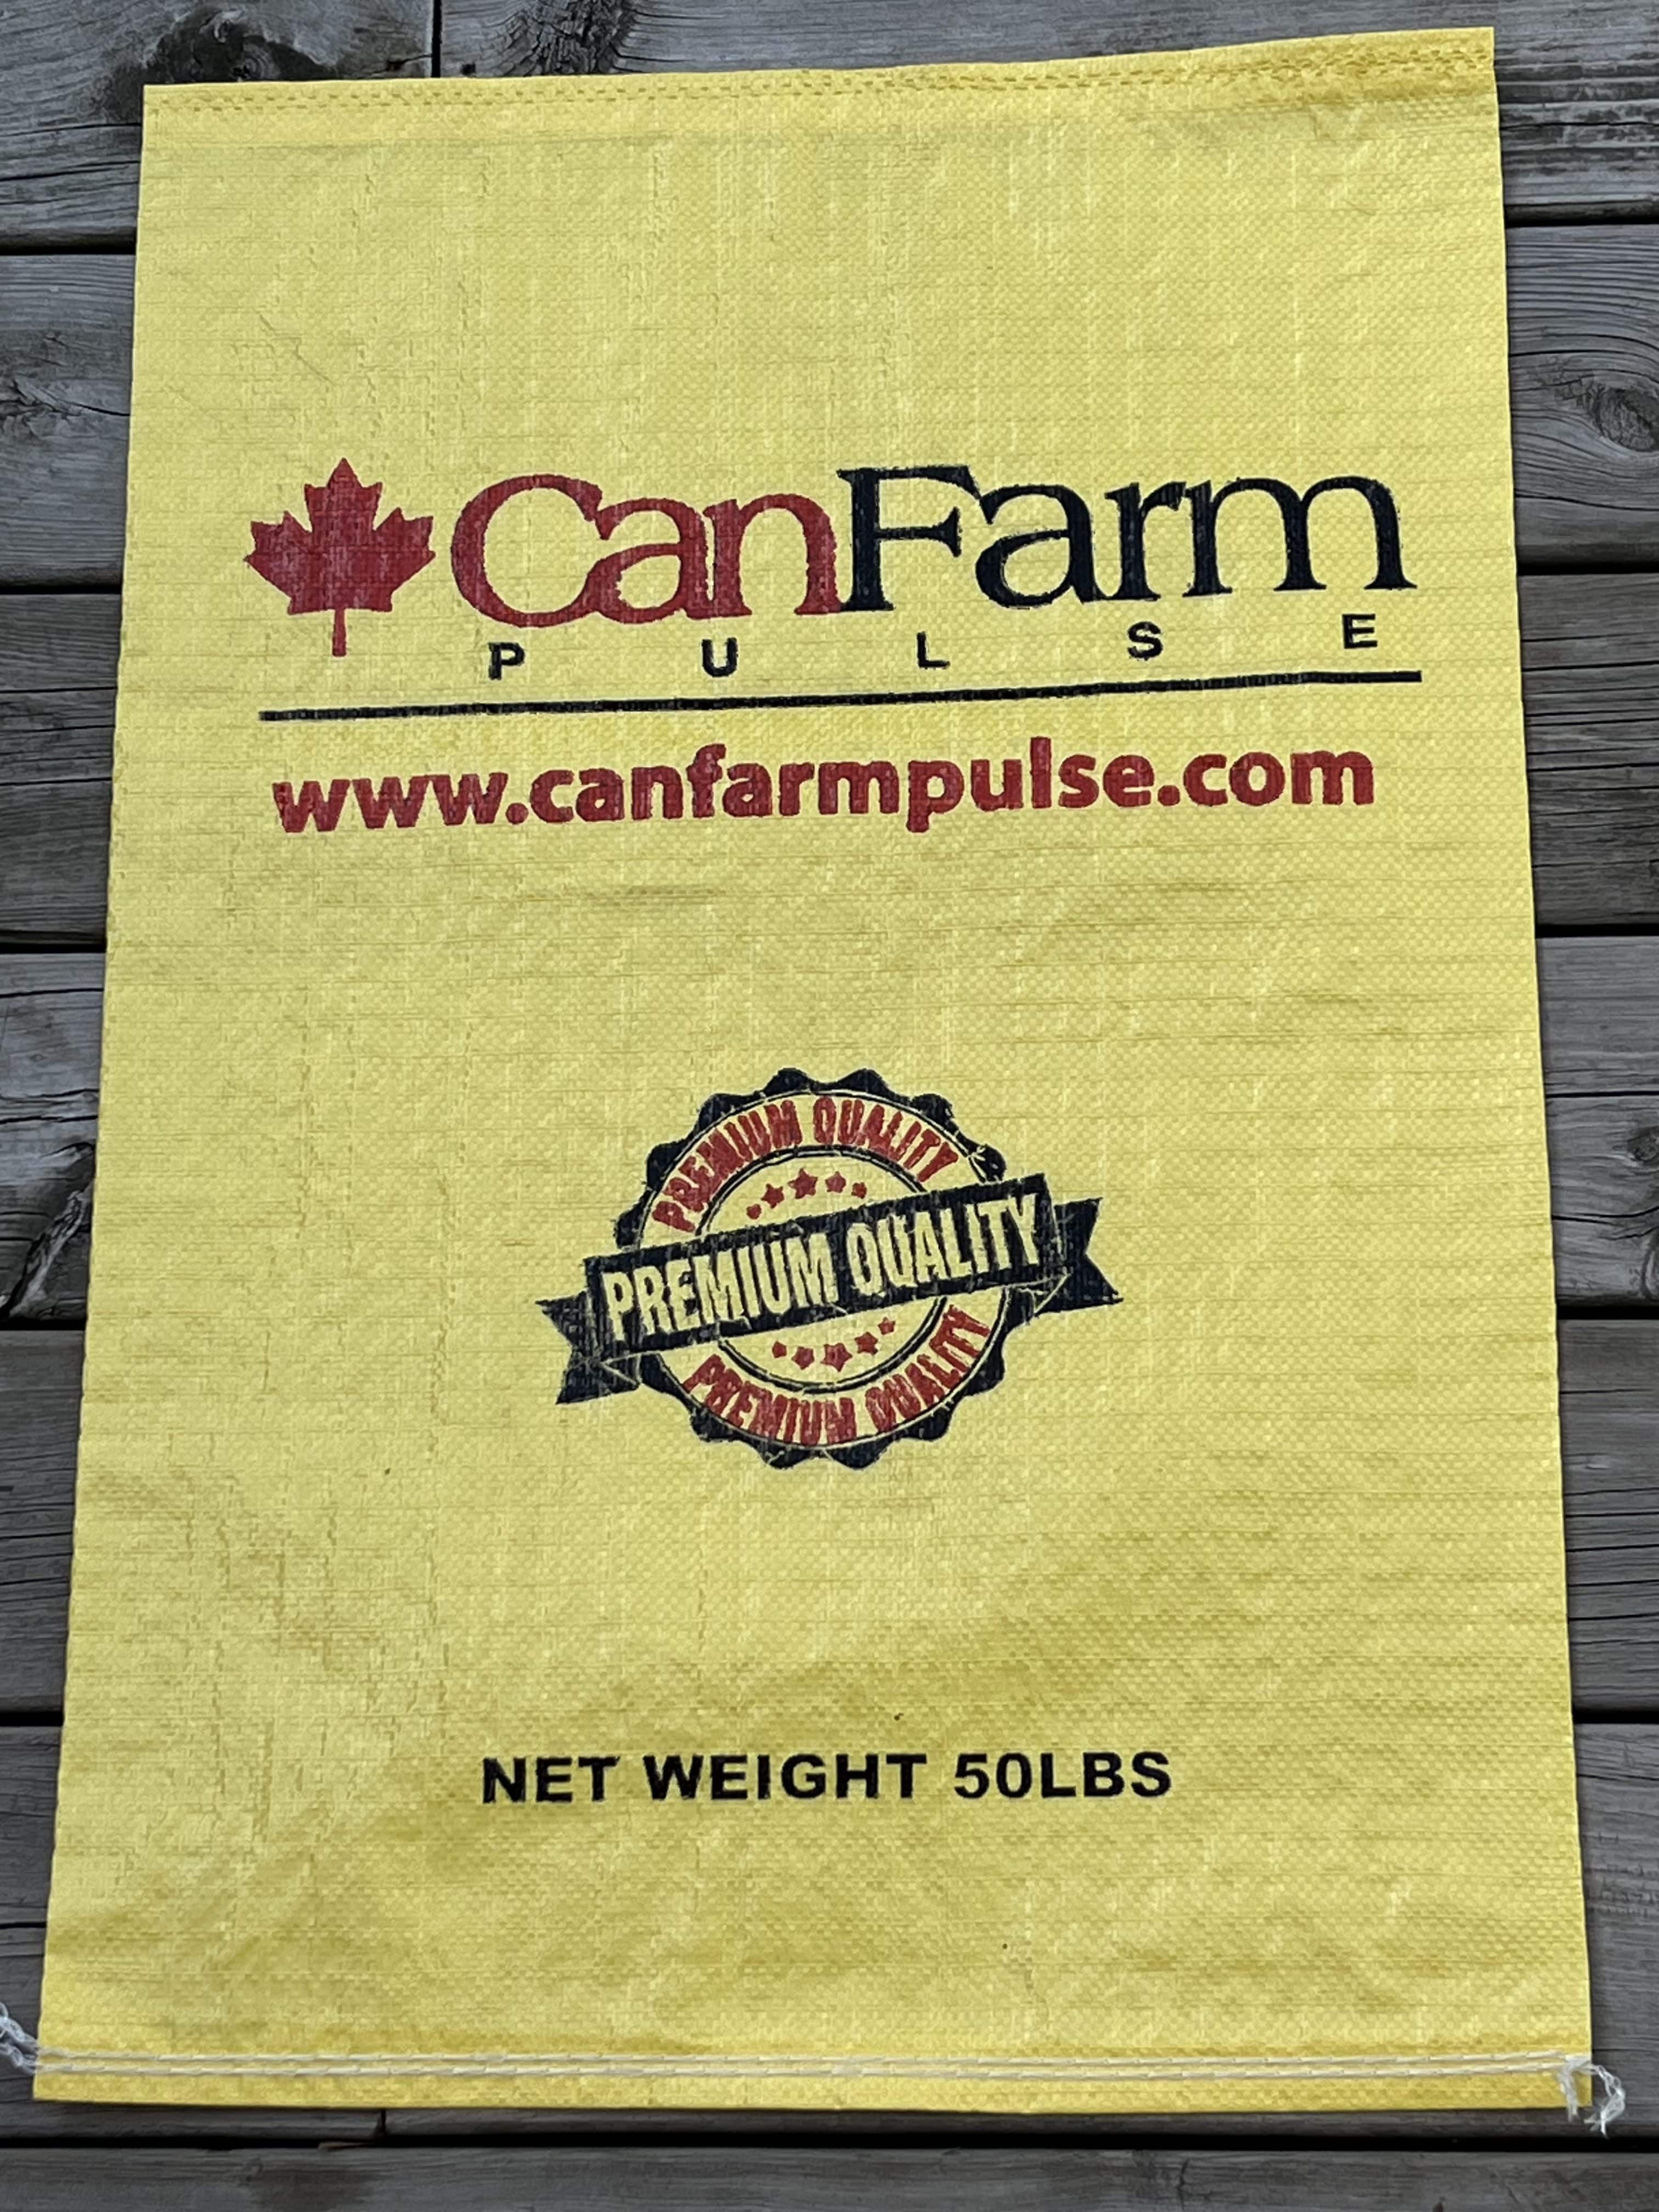 CanFarm
PULSE
www.canfarmpulse.com
PREMIUM QUALITY
PREMIUM QUALITY
PREMIUM QUALITY
NET WEIGHT 50LBS